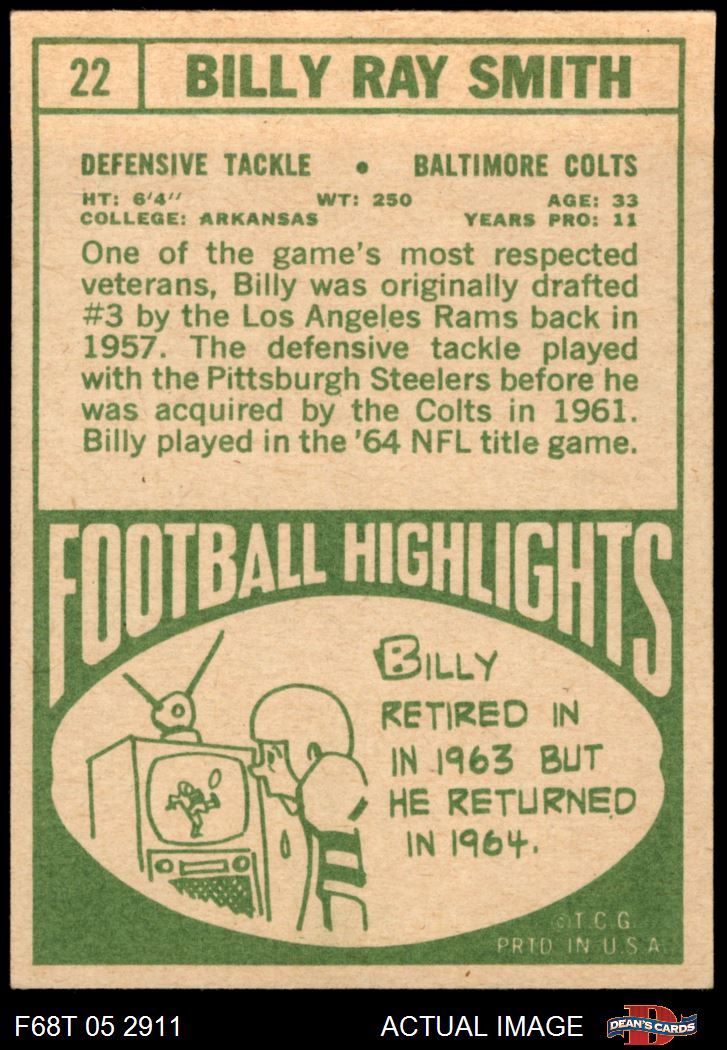 22 BILLY RAY SMITH
DEFENSIVE TACKLE • BALTIMORE COLTS
HT: 6'4" WT: 250 AGE: 33
COLLEGE: ARKANSAS YEARS PRO: 11
One of the game's most respected
veterans, Billy was originally drafted
#3 by the Los Angeles Rams back in
1957. The defensive tackle played
with the Pittsburgh Steelers before he
was acquired by the Colts in 1961.
Billy played in the '64 NFL title game.
FOOTBALL HIGHLIGHTS
BILLY
RETIRED IN
IN 1963 BUT
HE RETURNED
IN 1964.
©T.C.G.
PRTD IN U.S.A.
F68T 05 2911 ACTUAL IMAGE DEAN'S CARDS